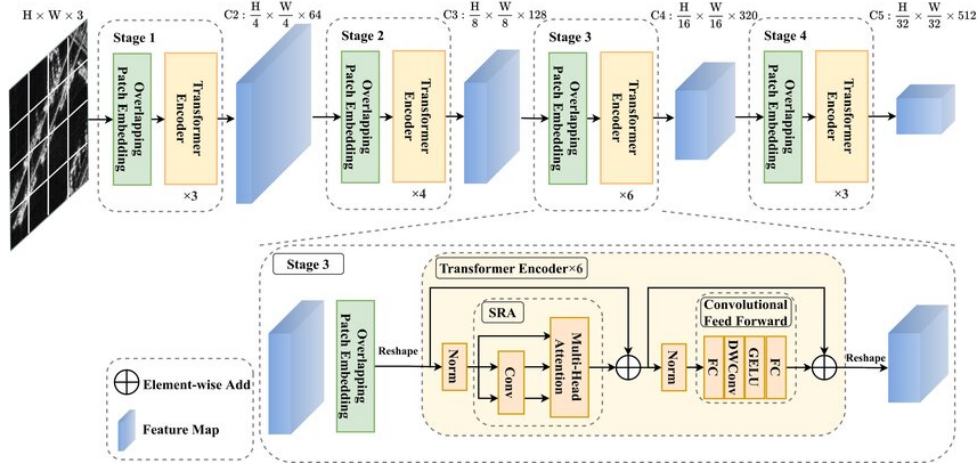 H × W × 3
Stage 1
Overlapping
Patch Embedding
Transformer
Encoder
×3
C2 : H/4 × W/4 × 64
Stage 2
Overlapping
Patch Embedding
Transformer
Encoder
×4
C3 : H/8 × W/8 × 128
Stage 3
Overlapping
Patch Embedding
Transformer
Encoder
×6
C4 : H/16 × W/16 × 320
Stage 4
Overlapping
Patch Embedding
Transformer
Encoder
×3
C5 : H/32 × W/32 × 512
Stage 3
Overlapping
Patch Embedding
Reshape
Transformer Encoder×6
Norm
SRA
Conv
Multi-Head
Attention
Norm
Convolutional
Feed Forward
FC
DWConv
GELU
FC
Reshape
Element-wise Add
Feature Map